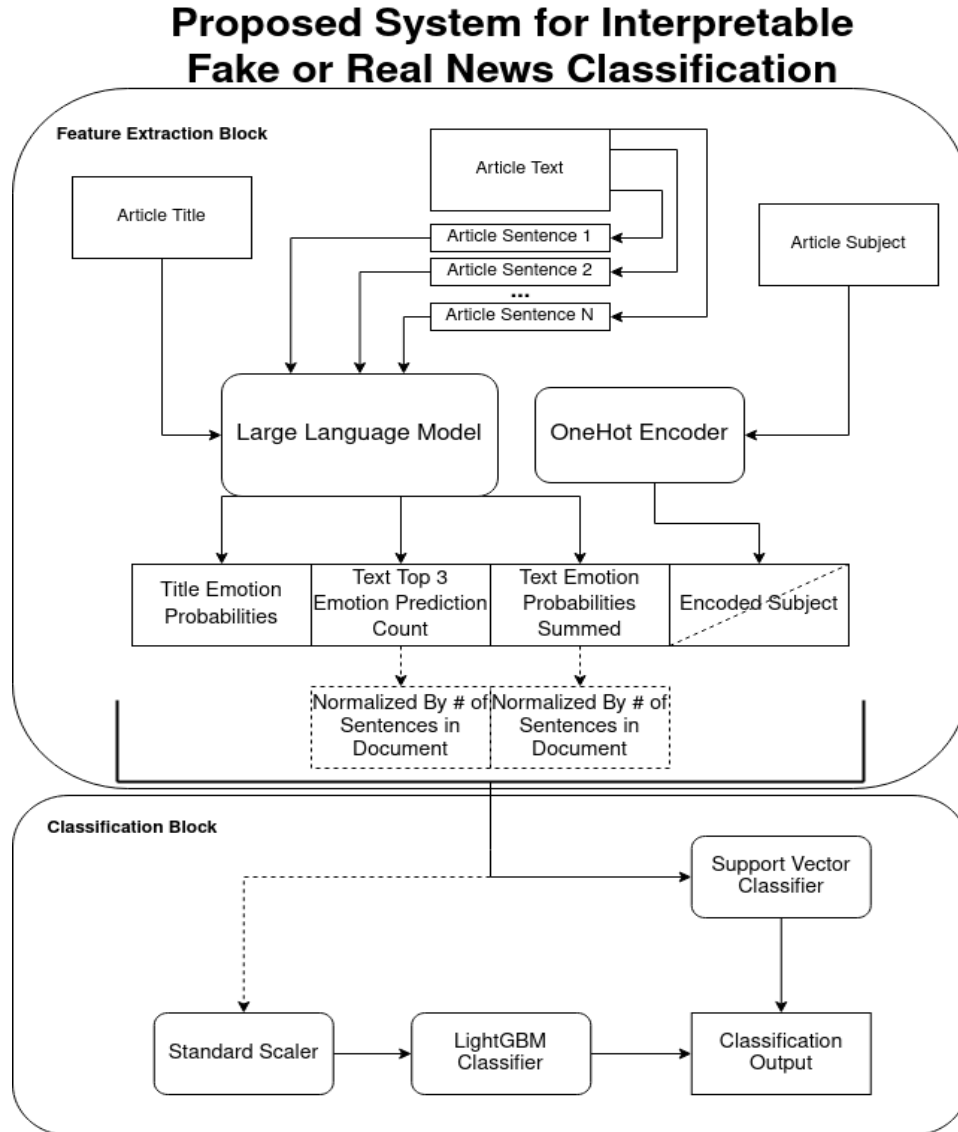 Proposed System for Interpretable
Fake or Real News Classification
Feature Extraction Block
Article Text
Article Title
Article Sentence 1
Article Subject
Article Sentence 2
...
Article Sentence N
Large Language Model
OneHot Encoder
Title Emotion
Probabilities
Text Top 3
Emotion Prediction
Count
Text Emotion
Probabilities
Summed
Encoded Subject
Normalized By # of
Sentences in
Document
Normalized By # of
Sentences in
Document
Classification Block
Support Vector
Classifier
Standard Scaler
LightGBM
Classifier
Classification
Output